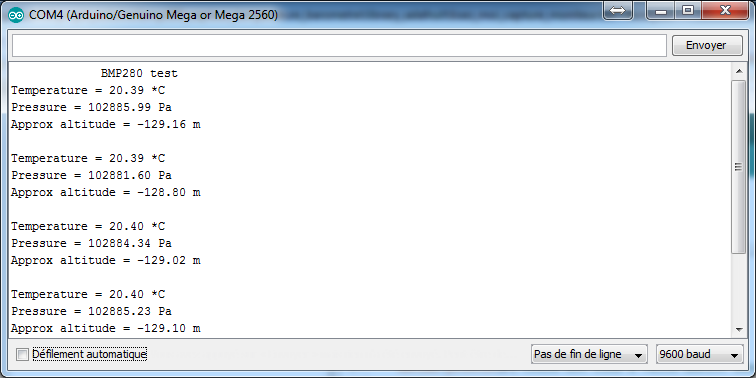 COM4 (Arduino/Genuino Mega or Mega 2560)
Envoyer
BMP280 test
Temperature = 20.39 *C
Pressure = 102885.99 Pa
Approx altitude = -129.16 m
Temperature = 20.39 *C
Pressure = 102881.60 Pa
Approx altitude = -128.80 m
Temperature = 20.40 *C
Pressure = 102884.34 Pa
Approx altitude = -129.02 m
Temperature = 20.40 *C
Pressure = 102885.23 Pa
Approx altitude = -129.10 m
Défilement automatique
Pas de fin de ligne
9600 baud